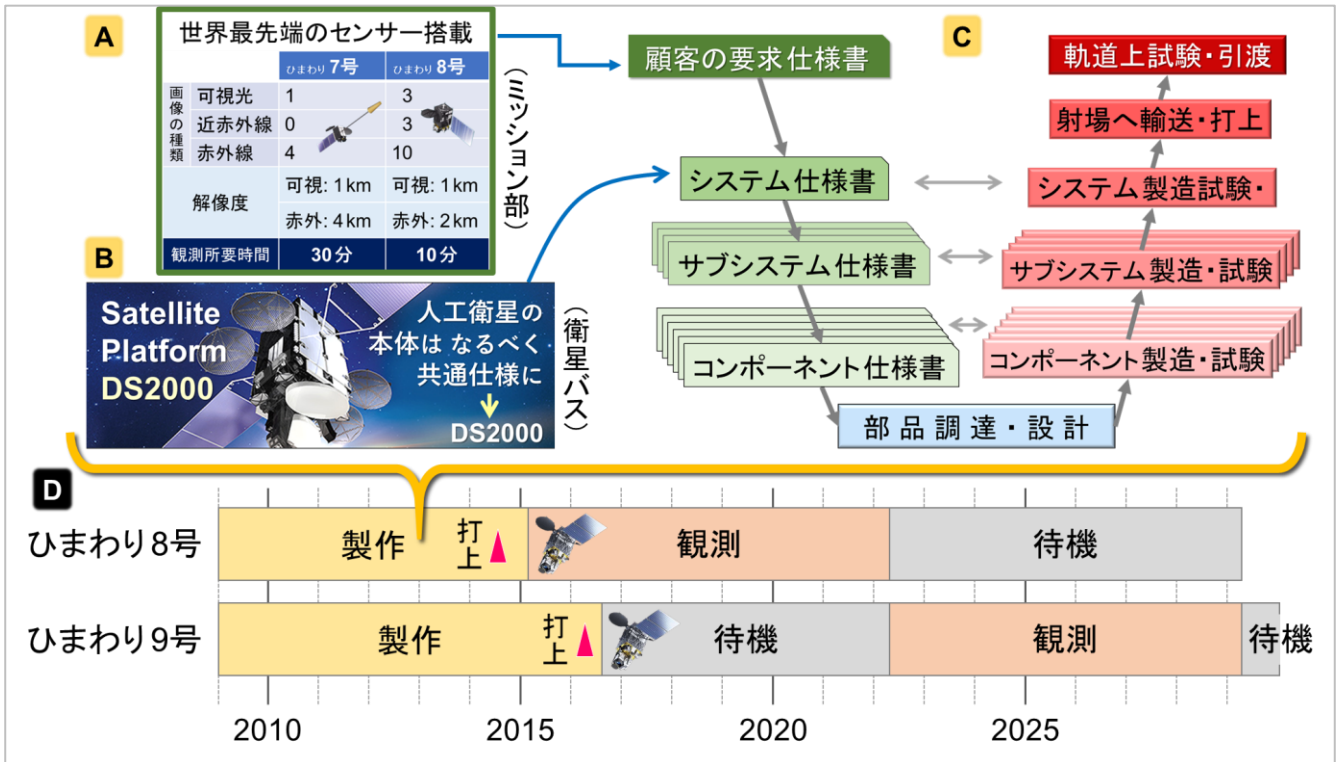 A
世界最先端のセンサー搭載
ひまわり7号 ひまわり8号
画像の種類
可視光 1 3
近赤外線 0 3
赤外線 4 10
解像度
可視: 1km 可視: 1km
赤外: 4km 赤外: 2km
観測所要時間 30分 10分
(ミッション部)
B
Satellite
Platform
DS2000
人工衛星の
本体は なるべく
共通仕様に
DS2000
(衛星バス)
C
顧客の要求仕様書
システム仕様書
サブシステム仕様書
コンポーネント仕様書
部品調達・設計
軌道上試験・引渡
射場へ輸送・打上
システム製造試験・
サブシステム製造・試験
コンポーネント製造・試験
D
ひまわり8号 製作 打上 観測 待機
ひまわり9号 製作 打上 待機 観測 待機
2010 2015 2020 2025